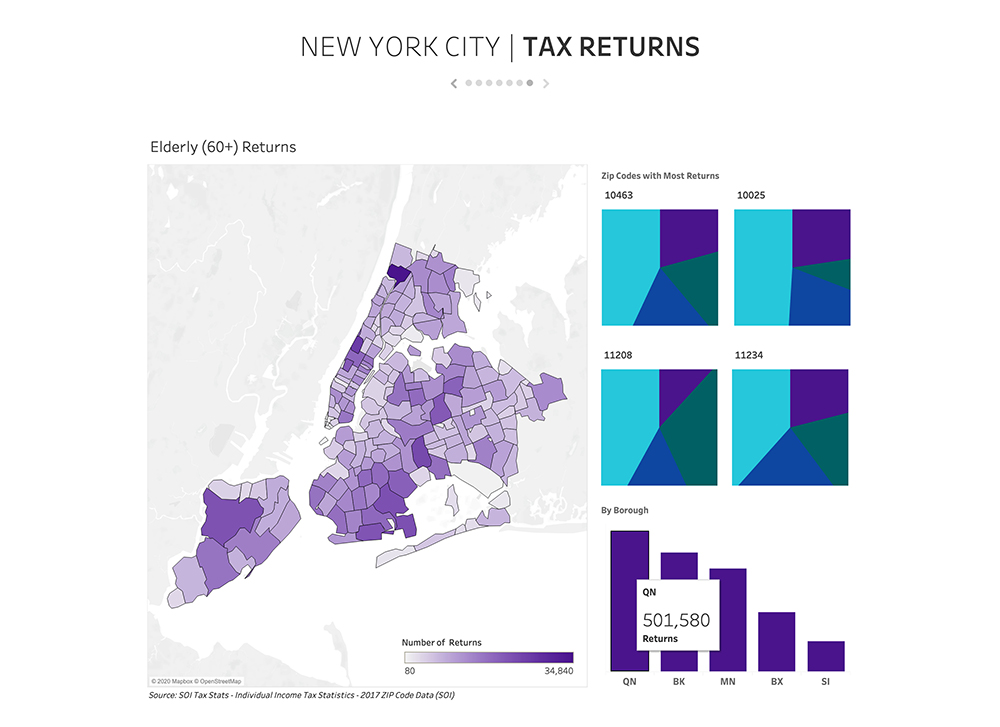 NEW YORK CITY | TAX RETURNS
Elderly (60+) Returns
Zip Codes with Most Returns
10463
10025
11208
11234
By Borough
QN
501,580
Returns
QN
BK
MN
BX
SI
Number of Returns
80
34,840
© 2020 Mapbox © OpenStreetMap
Source: SOI Tax Stats - Individual Income Tax Statistics - 2017 ZIP Code Data (SOI)